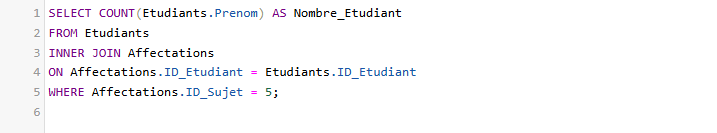 1 SELECT COUNT(Etudiants.Prenom) AS Nombre_Etudiant
2 FROM Etudiants
3 INNER JOIN Affectations
4 ON Affectations.ID_Etudiant = Etudiants.ID_Etudiant
5 WHERE Affectations.ID_Sujet = 5;
6